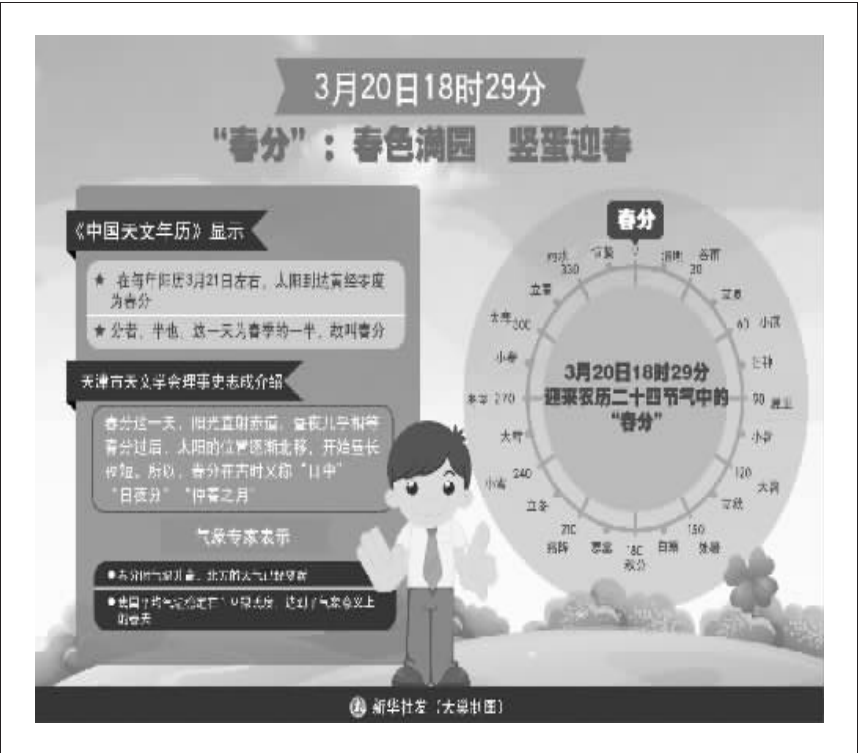 3月20日18时29分
“春分”：春色满园 竖蛋迎春
《中国天文年历》显示
★ 在每年阳历3月21日左右，太阳到达黄经零度
为春分
★ 分者，半也，这一天为春季的一半，故叫春分
天津市天文学会理事史志成介绍
春分这一天，阳光直射赤道，昼夜几乎相等
春分过后，太阳的位置逐渐北移，开始昼长
夜短。所以，春分在古时又称“日中”
“日夜分”“仲春之月”
气象专家表示
春分
0
清明
30
谷雨
立夏
60
小满
芒种
90
夏至
小暑
120
大暑
立秋
150
处暑
白露
180
秋分
寒露
210
霜降
立冬
240
小雪
大雪
270
冬至
小寒
300
大寒
立春
330
雨水
惊蛰
3月20日18时29分
迎来农历二十四节气中的
“春分”
新华社发（大巢制图）